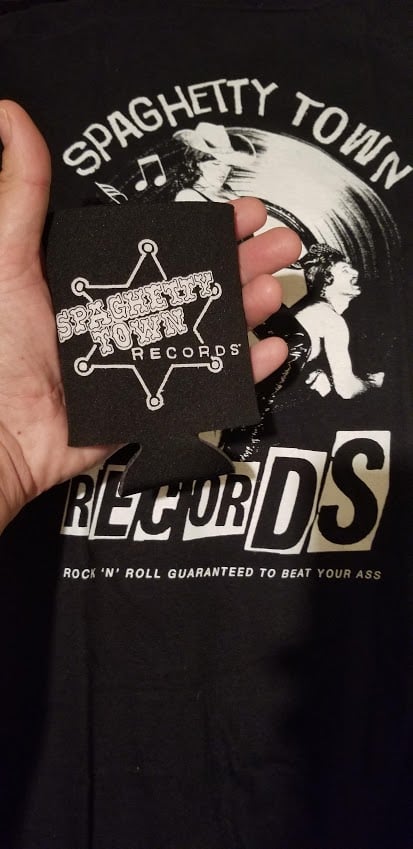 SPAGHETTY TOWN
SPAGHETTY
TOWN
RECORDS
RECORDS
ROCK 'N' ROLL GUARANTEED TO BEAT YOUR ASS